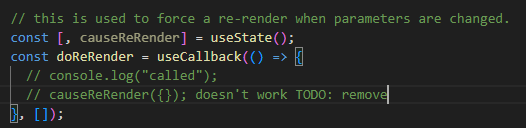 // this is used to force a re-render when parameters are changed.
const [, causeReRender] = useState();
const doReRender = useCallback(() => {
// console.log("called");
// causeReRender({}); doesn't work TODO: remove
}, []);